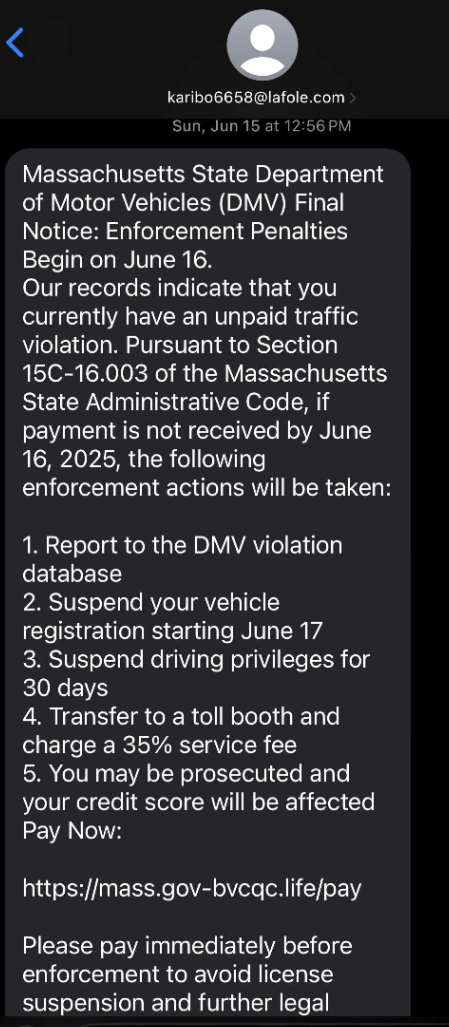 karibo6658@lafole.com >
Sun, Jun 15 at 12:56 PM
Massachusetts State Department
of Motor Vehicles (DMV) Final
Notice: Enforcement Penalties
Begin on June 16.
Our records indicate that you
currently have an unpaid traffic
violation. Pursuant to Section
15C-16.003 of the Massachusetts
State Administrative Code, if
payment is not received by June
16, 2025, the following
enforcement actions will be taken:
1. Report to the DMV violation
database
2. Suspend your vehicle
registration starting June 17
3. Suspend driving privileges for
30 days
4. Transfer to a toll booth and
charge a 35% service fee
5. You may be prosecuted and
your credit score will be affected
Pay Now:
https://mass.gov-bvcqc.life/pay
Please pay immediately before
enforcement to avoid license
suspension and further legal